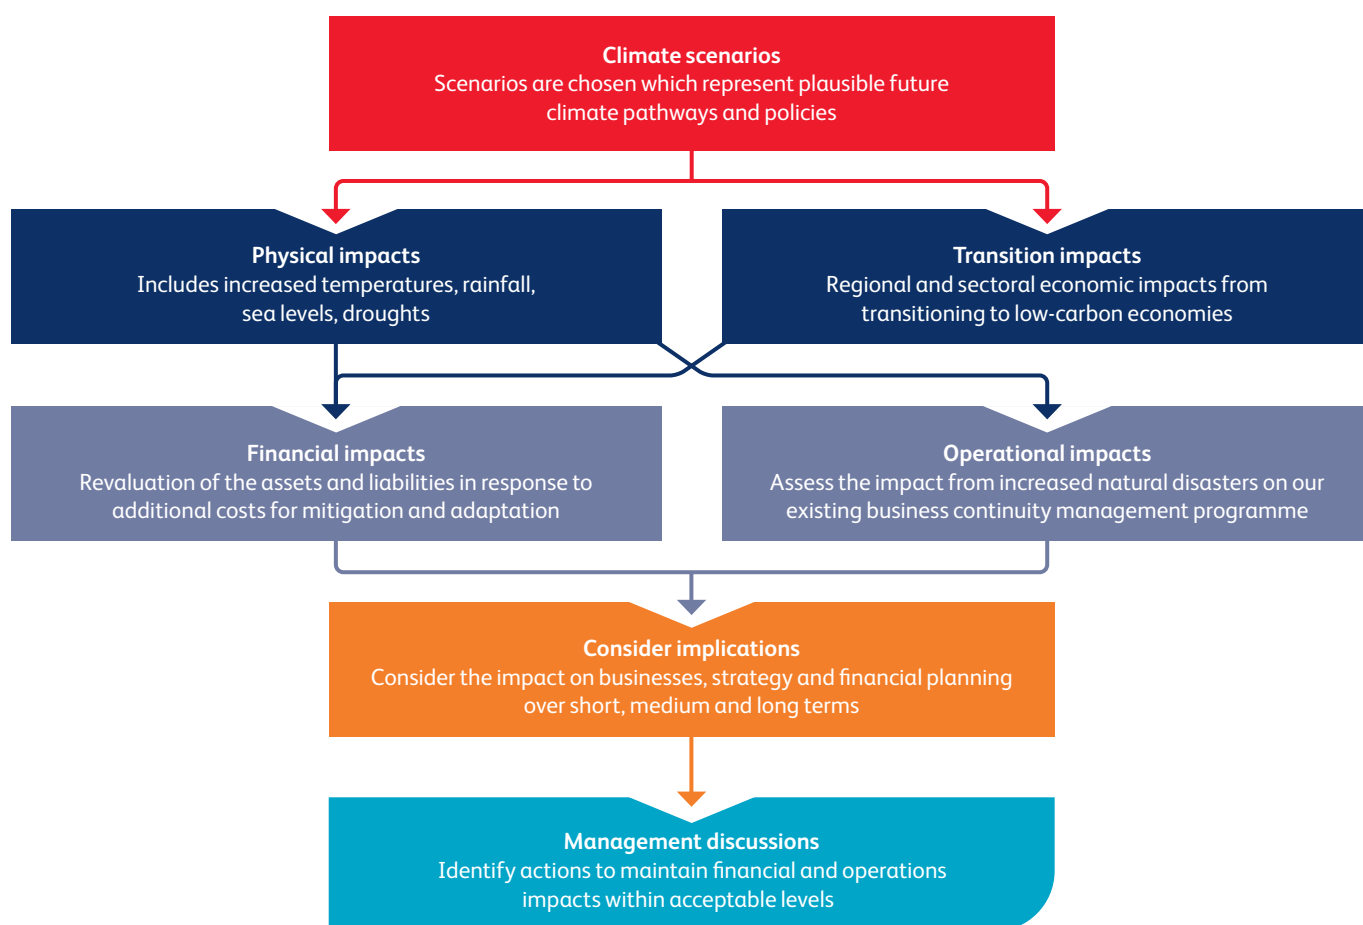 Climate scenarios
Scenarios are chosen which represent plausible future
climate pathways and policies
Physical impacts
Includes increased temperatures, rainfall,
sea levels, droughts
Transition impacts
Regional and sectoral economic impacts from
transitioning to low-carbon economies
Financial impacts
Revaluation of the assets and liabilities in response to
additional costs for mitigation and adaptation
Operational impacts
Assess the impact from increased natural disasters on our
existing business continuity management programme
Consider implications
Consider the impact on businesses, strategy and financial planning
over short, medium and long terms
Management discussions
Identify actions to maintain financial and operations
impacts within acceptable levels